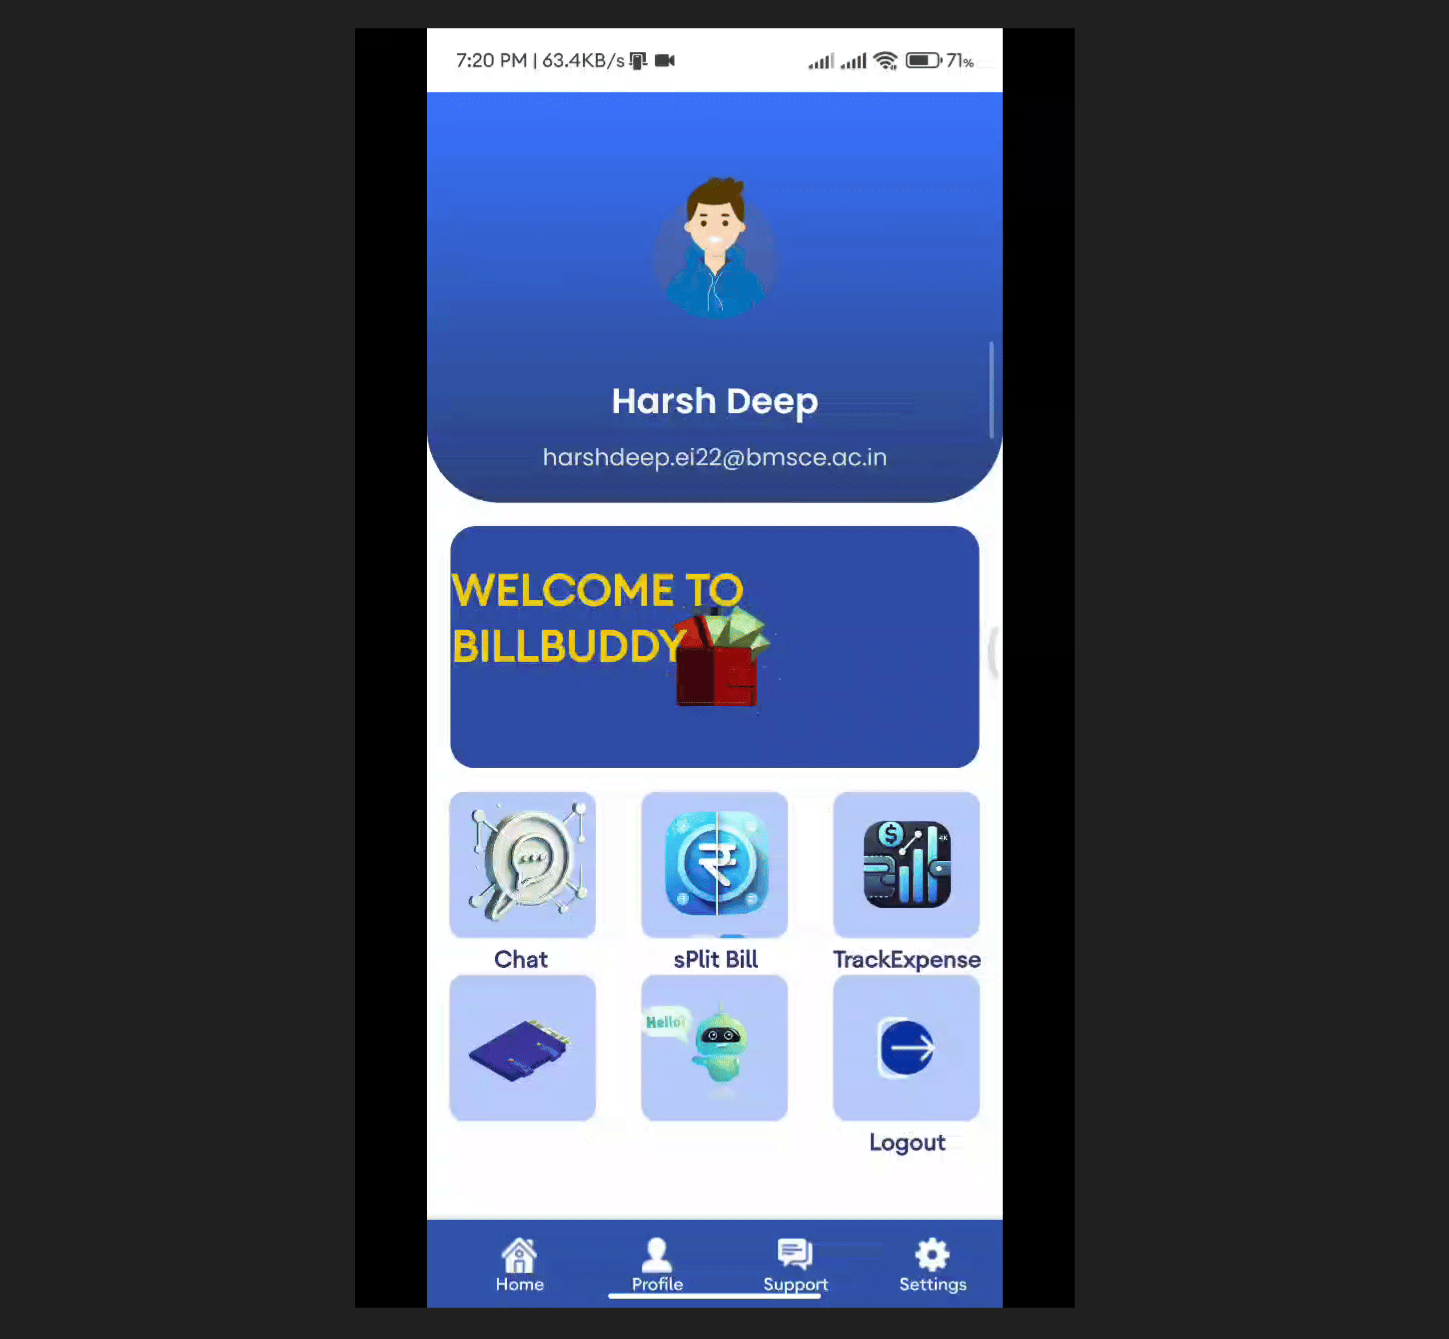 7:20 PM | 63.4KB/s 71%
Harsh Deep
harshdeep.ei22@bmsce.ac.in
WELCOME TO
BILLBUDDY
$ 4K
Chat sPlit Bill TrackExpense
Hello!
Logout
Home Profile Support Settings